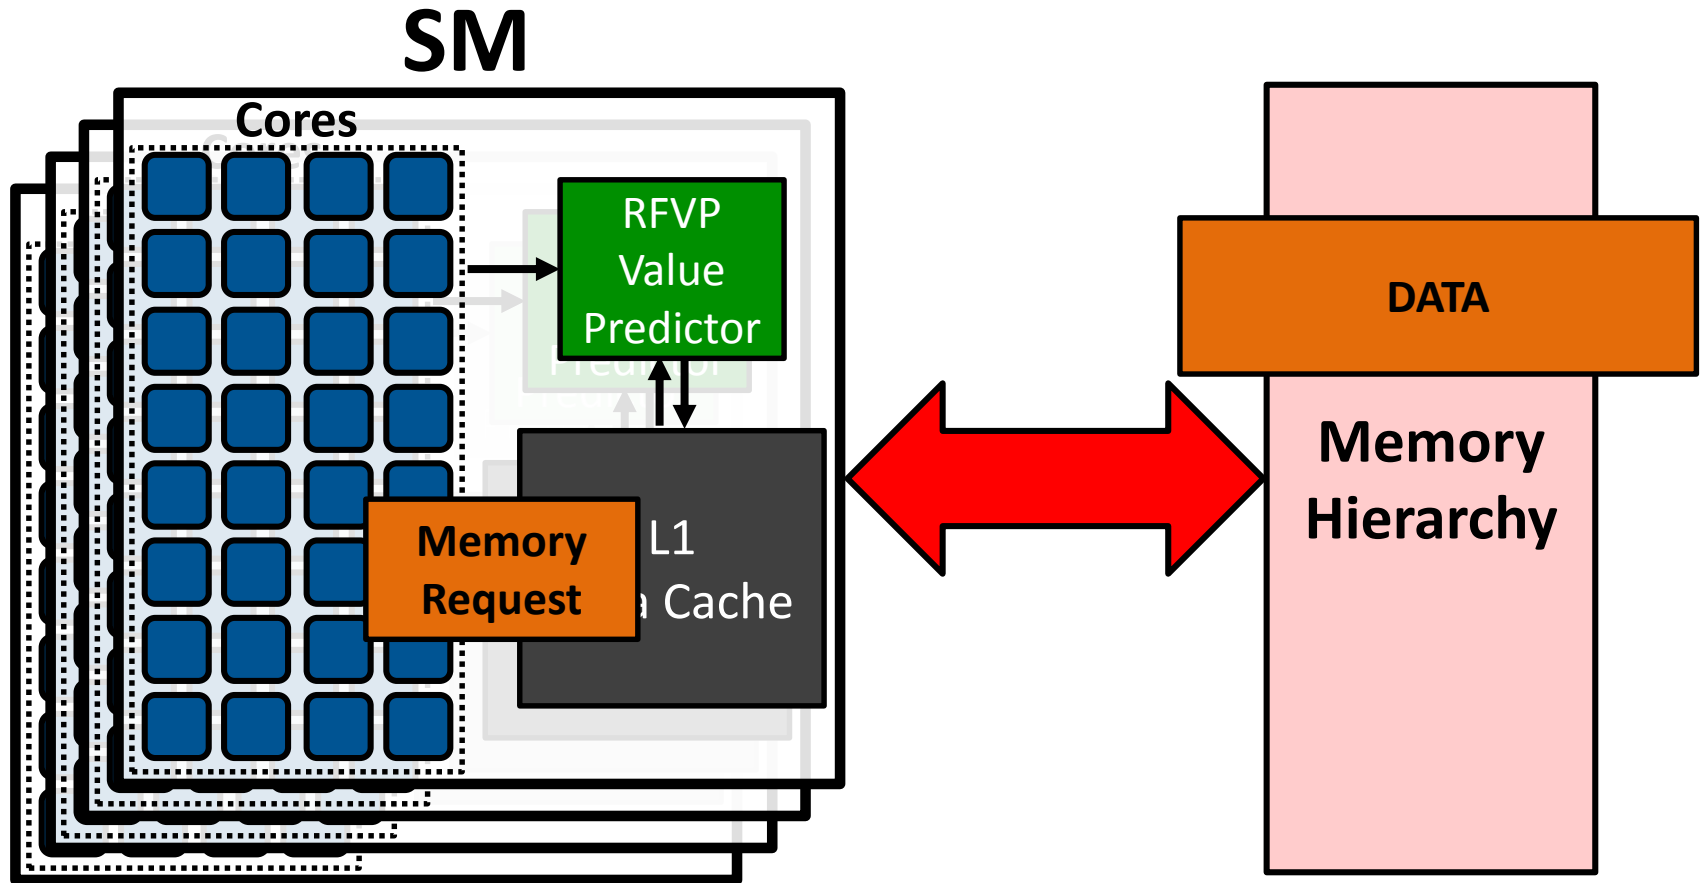 SM
Cores
RFVP
Value
Predictor
Memory
Request
L1
a Cache
DATA
Memory
Hierarchy